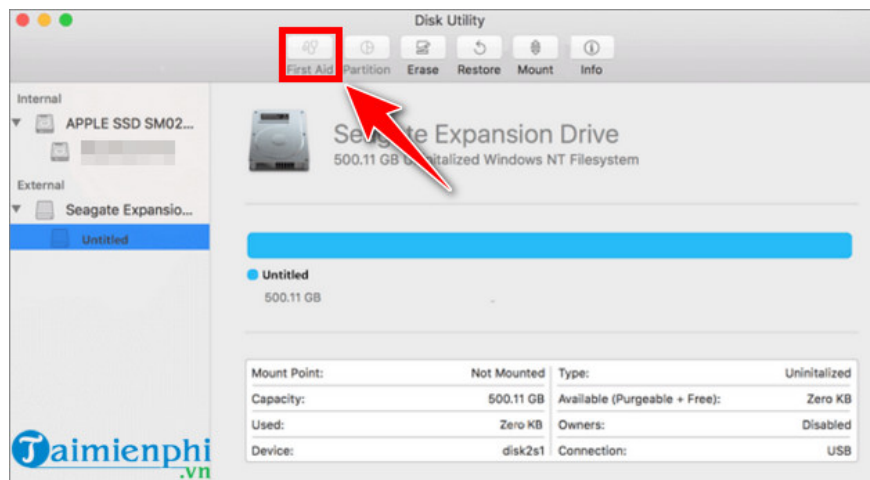 Disk Utility
First Aid Partition Erase Restore Mount Info
Internal
APPLE SSD SM02...
External
Seagate Expansio...
Untitled
Seagate Expansion Drive
500.11 GB Uninitalized Windows NT Filesystem
Untitled
500.11 GB
Mount Point: Not Mounted Type: Uninitalized
Capacity: 500.11 GB Available (Purgeable + Free): Zero KB
Used: Zero KB Owners: Disabled
Device: disk2s1 Connection: USB
Taimienphi
.vn